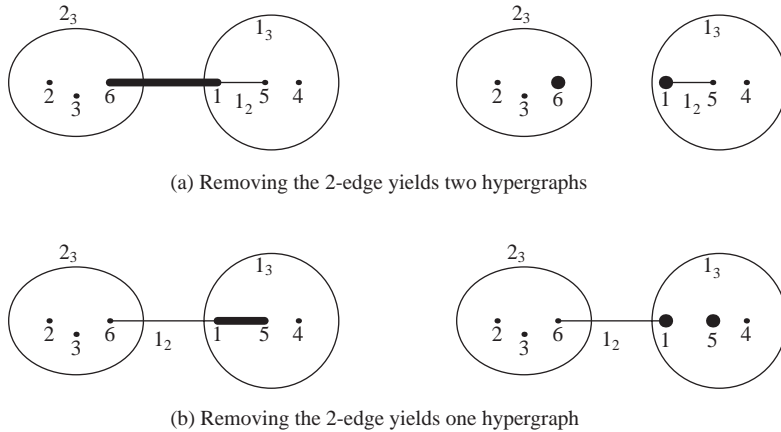 2₃ 1₃ 2₃ 1₃
2 3 6 1 1₂ 5 4 2 3 6 1 1₂ 5 4
(a) Removing the 2-edge yields two hypergraphs
2₃ 1₃ 2₃ 1₃
2 3 6 1₂ 1 5 4 2 3 6 1₂ 1 5 4
(b) Removing the 2-edge yields one hypergraph